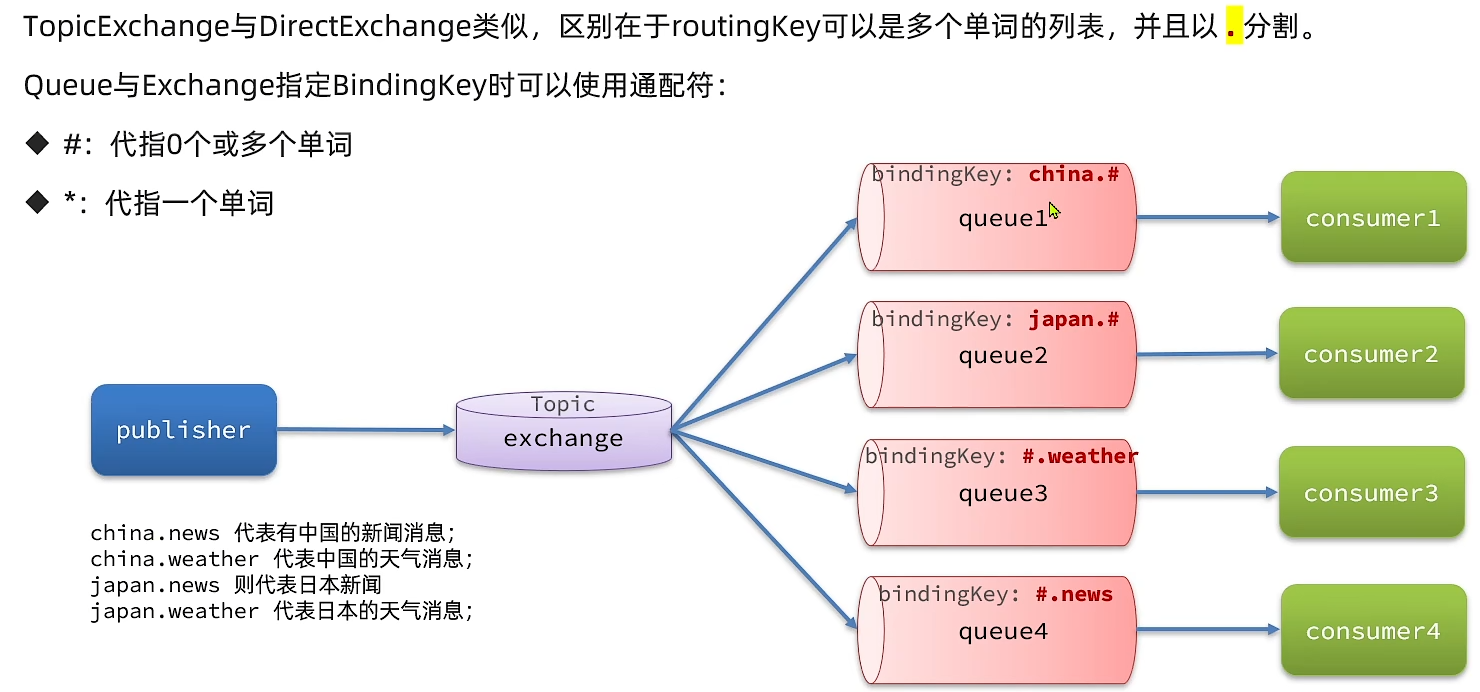 TopicExchange与DirectExchange类似，区别在于routingKey可以是多个单词的列表，并且以 . 分割。
Queue与Exchange指定BindingKey时可以使用通配符：
#：代指0个或多个单词
*：代指一个单词
bindingKey: china.#
queue1
consumer1
bindingKey: japan.#
queue2
consumer2
publisher
Topic
exchange
bindingKey: #.weather
queue3
consumer3
china.news 代表有中国的新闻消息；
china.weather 代表中国的天气消息；
japan.news 则代表日本新闻
japan.weather 代表日本的天气消息；
bindingKey: #.news
queue4
consumer4